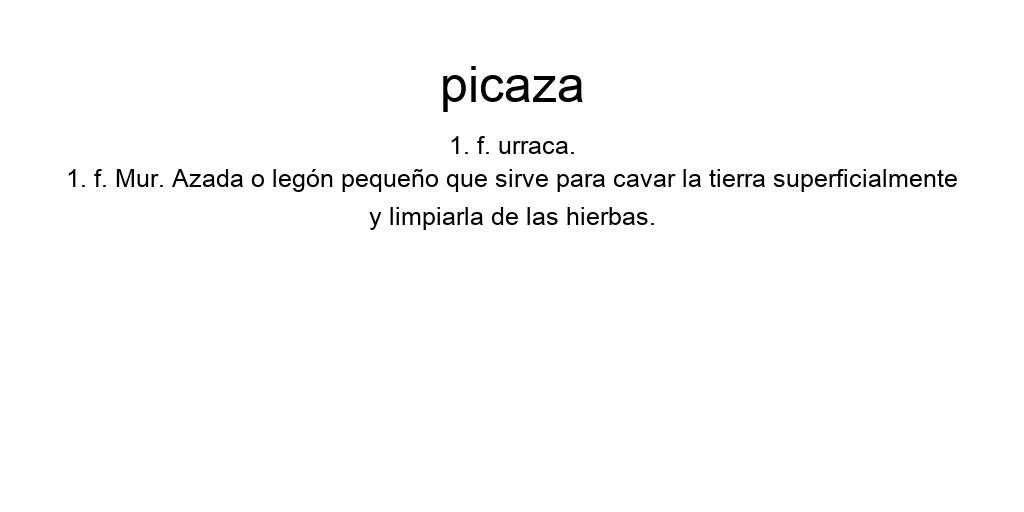 picaza
1. f. urraca.
1. f. Mur. Azada o legón pequeño que sirve para cavar la tierra superficialmente
y limpiarla de las hierbas.